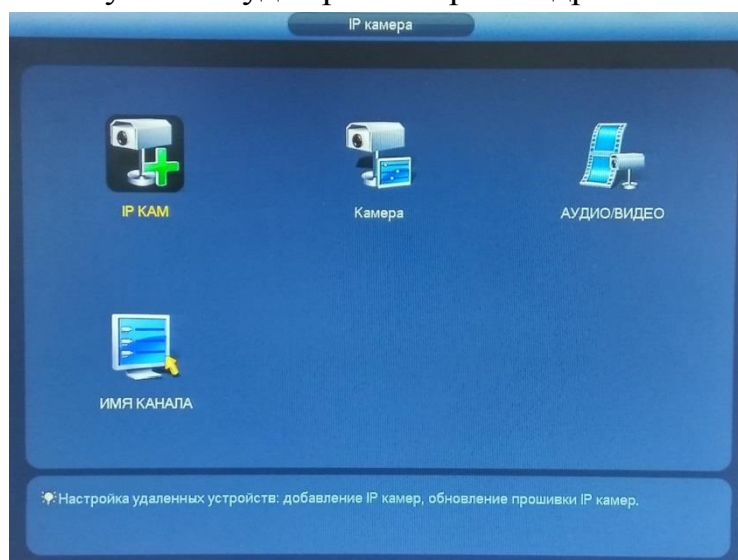 IP камера
IP КАМ
Камера
АУДИО/ВИДЕО
ИМЯ КАНАЛА
Настройка удаленных устройств: добавление IP камер, обновление прошивки IP камер.